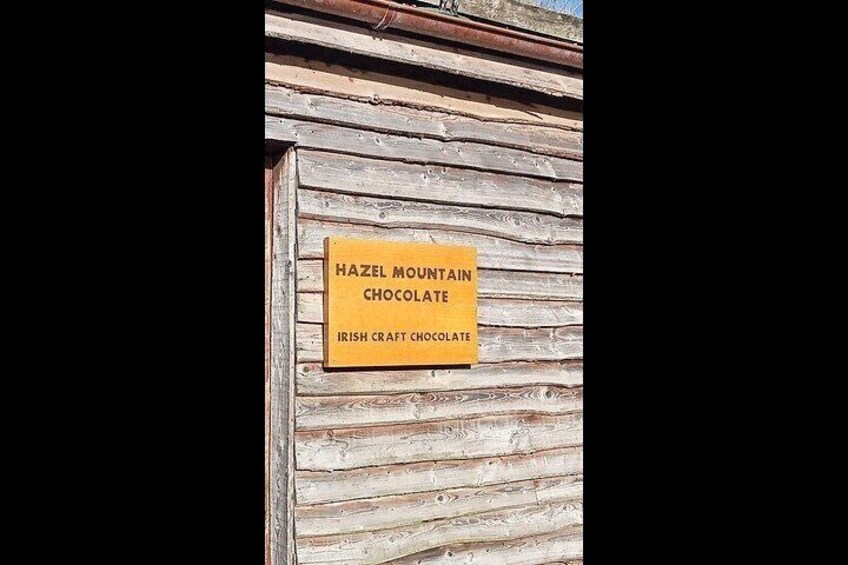 HAZEL MOUNTAIN
CHOCOLATE
IRISH CRAFT CHOCOLATE